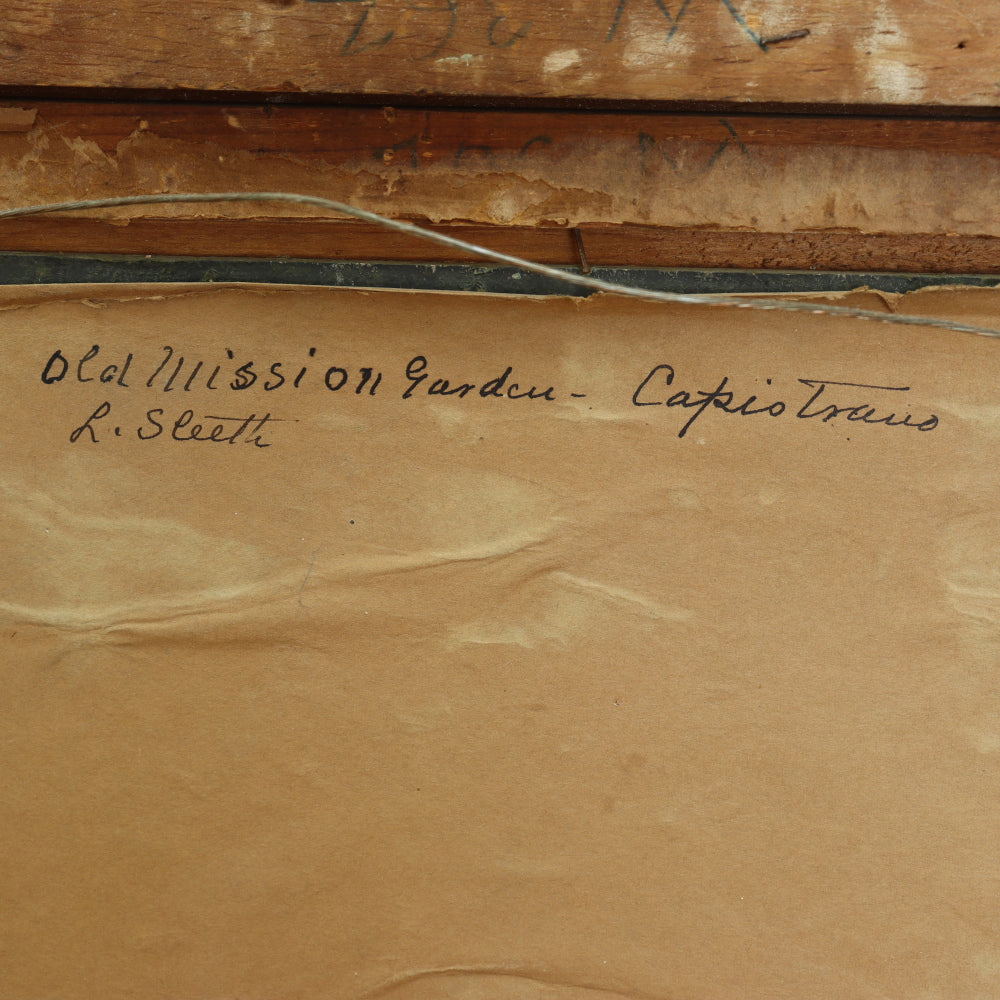 Old Mission Garden - Capistrano
L. Sleeth